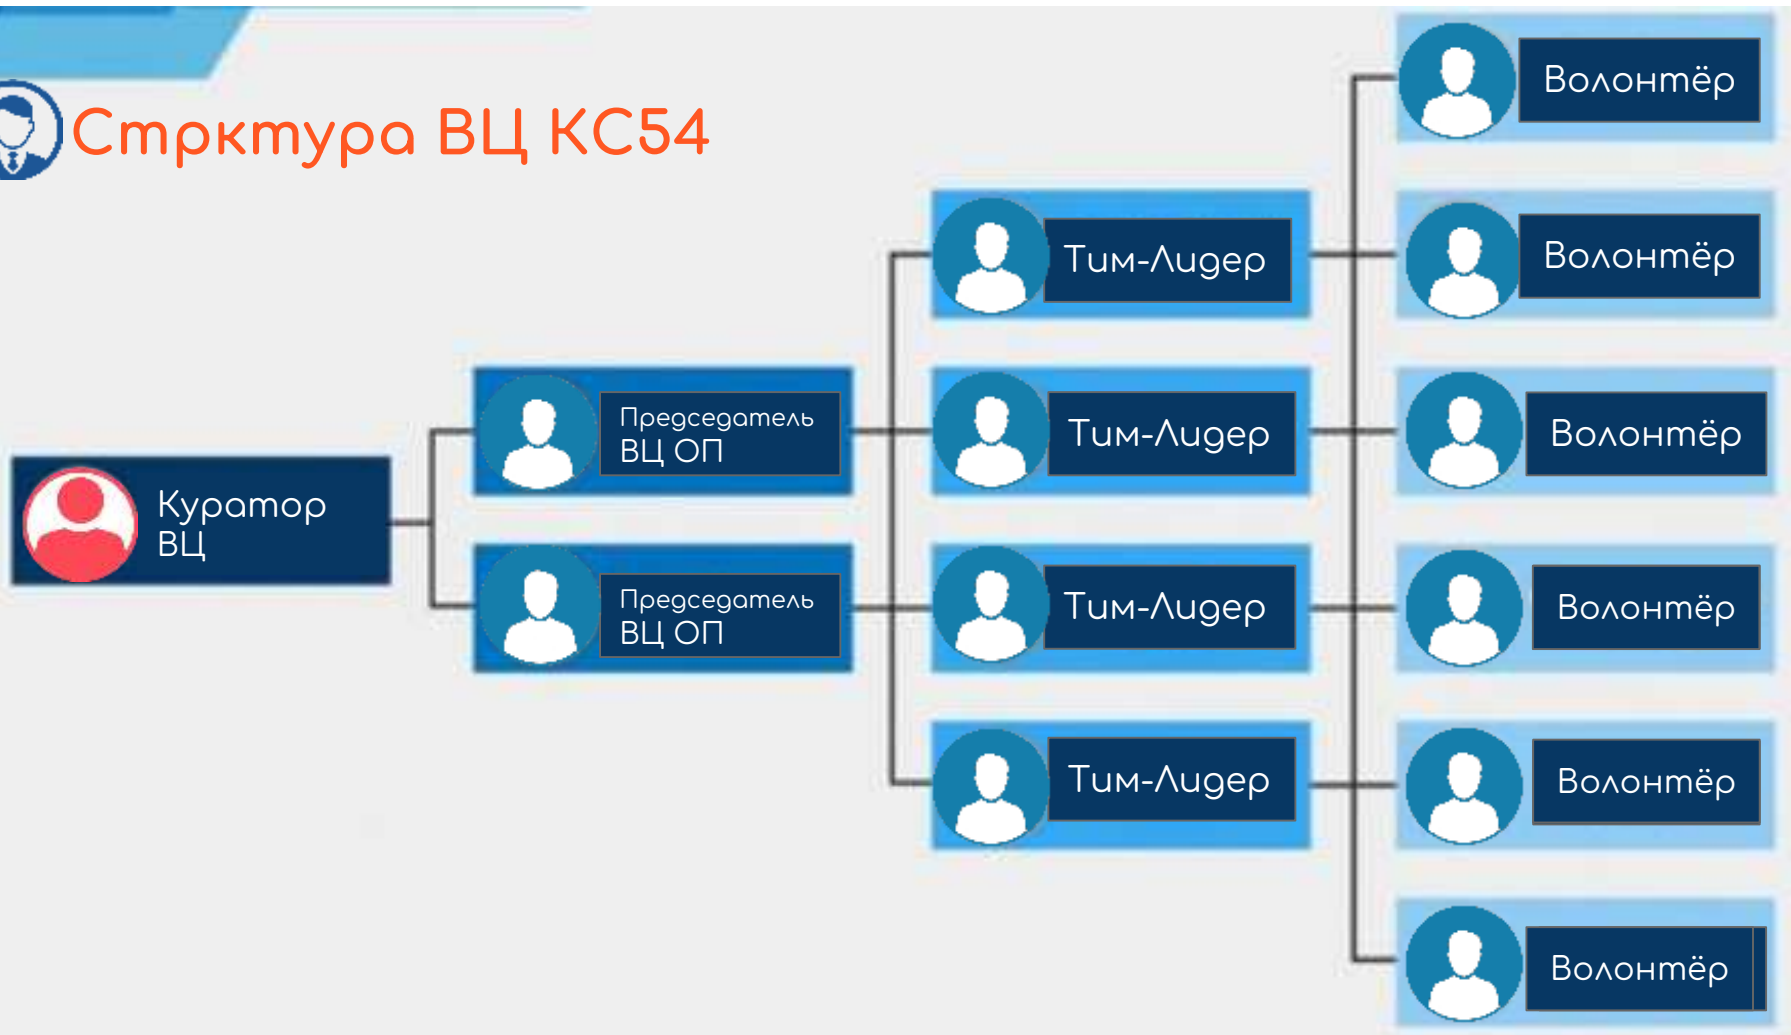 Стрктура ВЦ КС54
Куратор
ВЦ
Председатель
ВЦ ОП
Председатель
ВЦ ОП
Тим-Лидер
Тим-Лидер
Тим-Лидер
Тим-Лидер
Волонтёр
Волонтёр
Волонтёр
Волонтёр
Волонтёр
Волонтёр